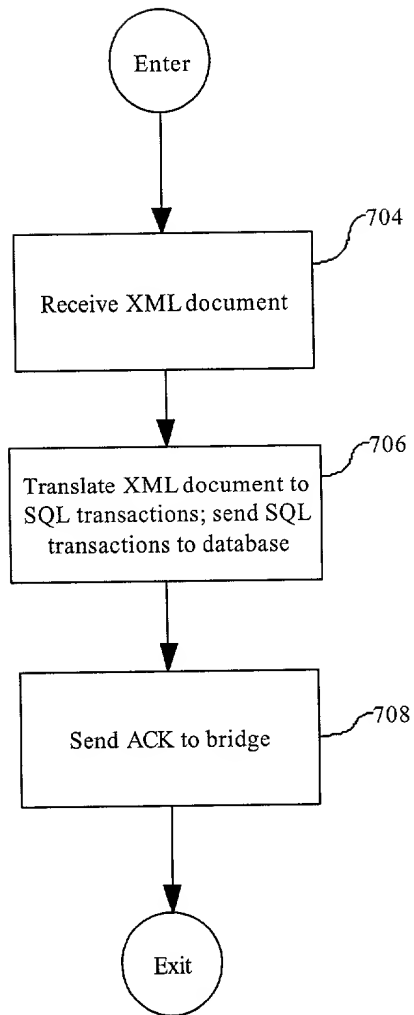 Enter
704
Receive XML document
706
Translate XML document to
SQL transactions; send SQL
transactions to database
708
Send ACK to bridge
Exit